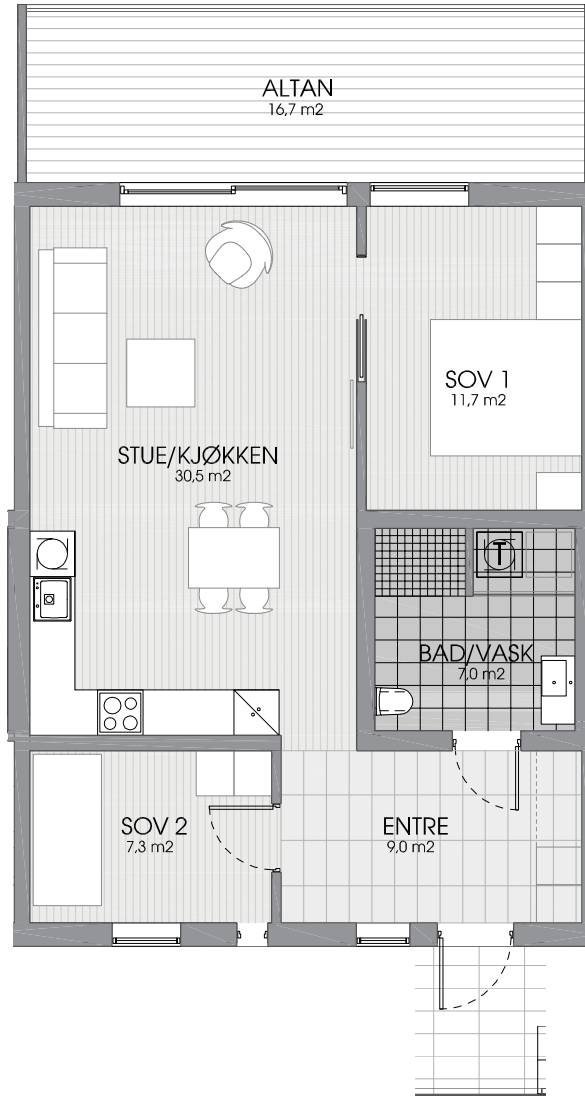 ALTAN
16,7 m2
SOV 1
11,7 m2
STUE/KJØKKEN
30,5 m2
T
BAD/VASK
7,0 m2
SOV 2
7,3 m2
ENTRE
9,0 m2